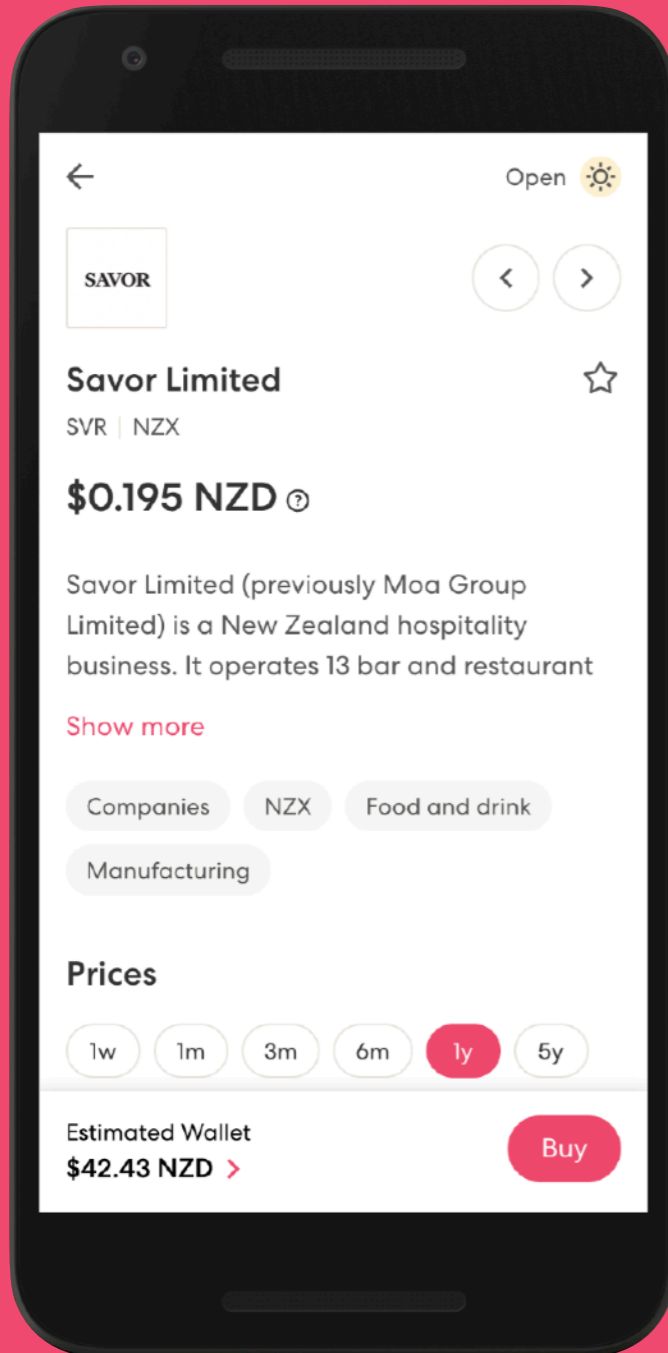 Open
SAVOR
Savor Limited
SVR | NZX
$0.195 NZD
Savor Limited (previously Moa Group
Limited) is a New Zealand hospitality
business. It operates 13 bar and restaurant
Show more
Companies NZX Food and drink
Manufacturing
Prices
1w 1m 3m 6m 1y 5y
Estimated Wallet
$42.43 NZD
Buy